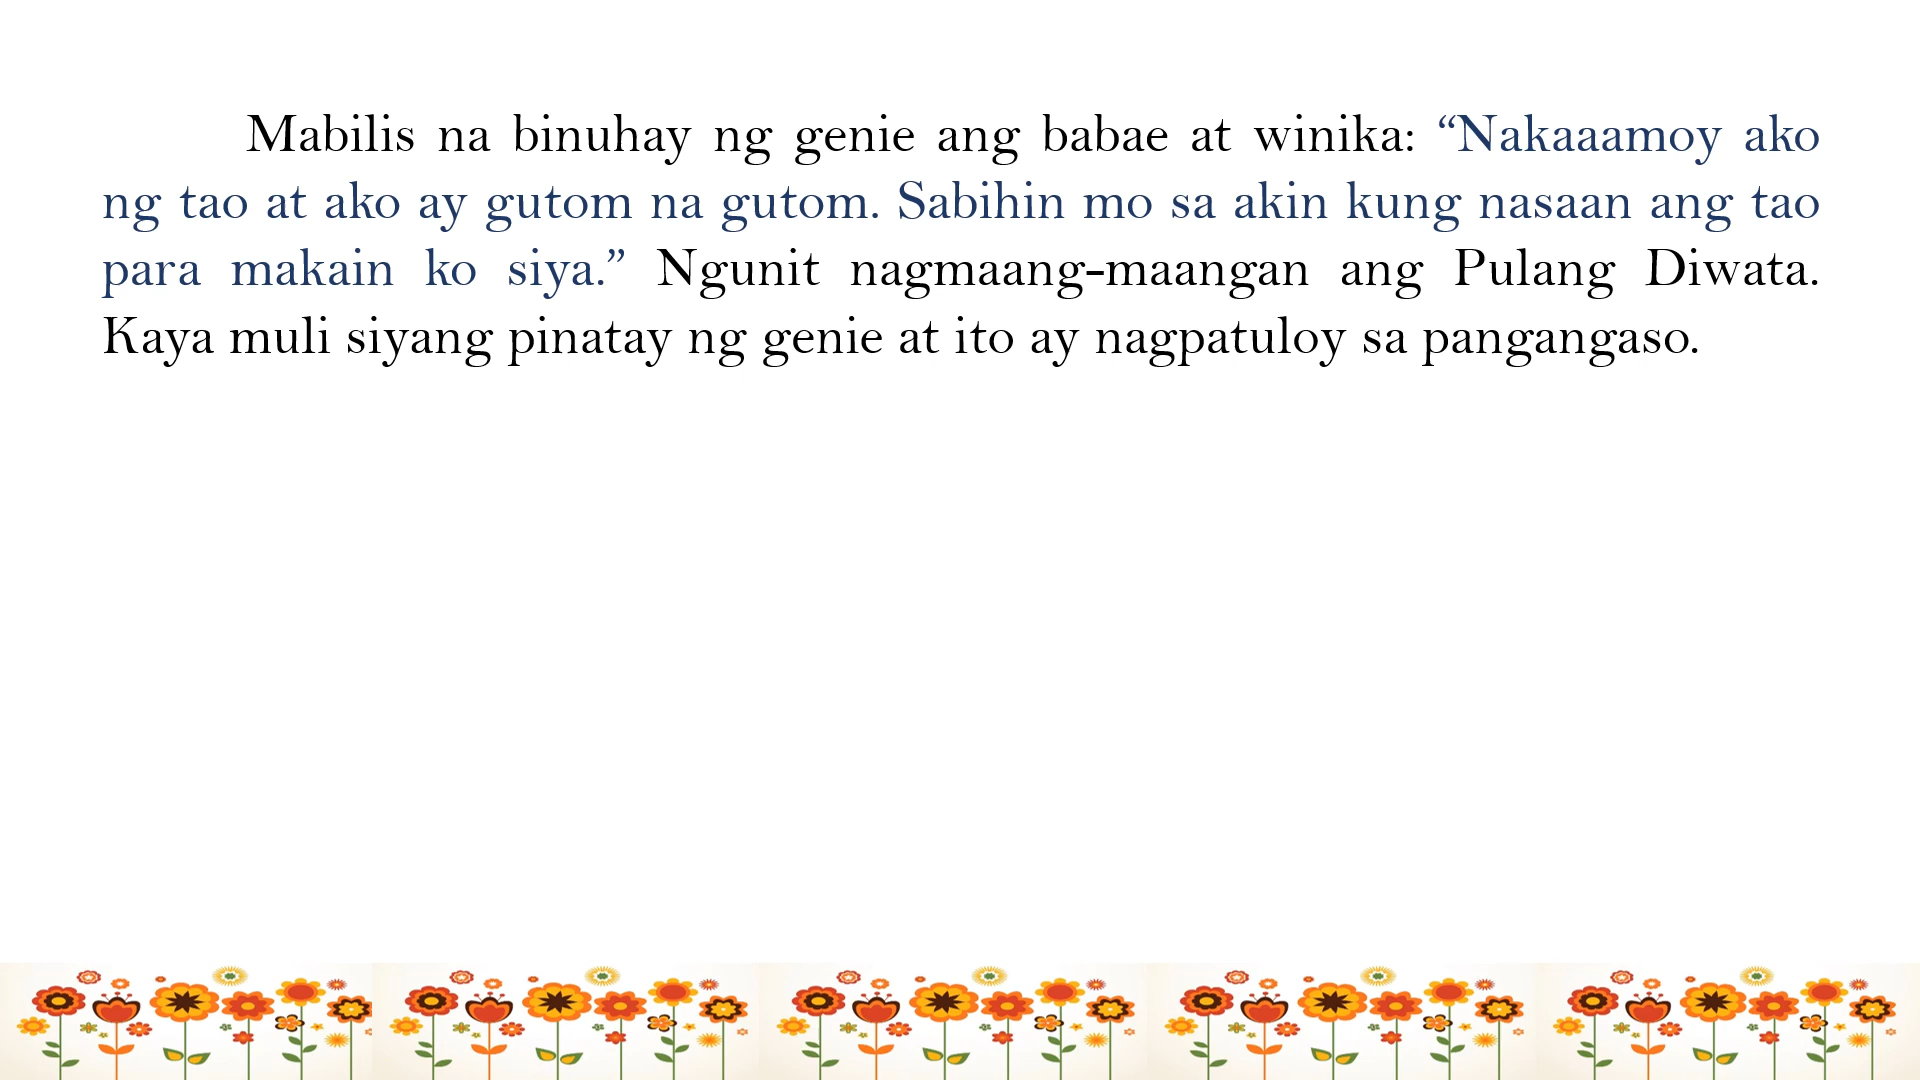 Mabilis na binuhay ng genie ang babae at winika: “Nakaaamoy ako
ng tao at ako ay gutom na gutom. Sabihin mo sa akin kung nasaan ang tao
para makain ko siya.” Ngunit nagmaang-maangan ang Pulang Diwata.
Kaya muli siyang pinatay ng genie at ito ay nagpatuloy sa pangangaso.